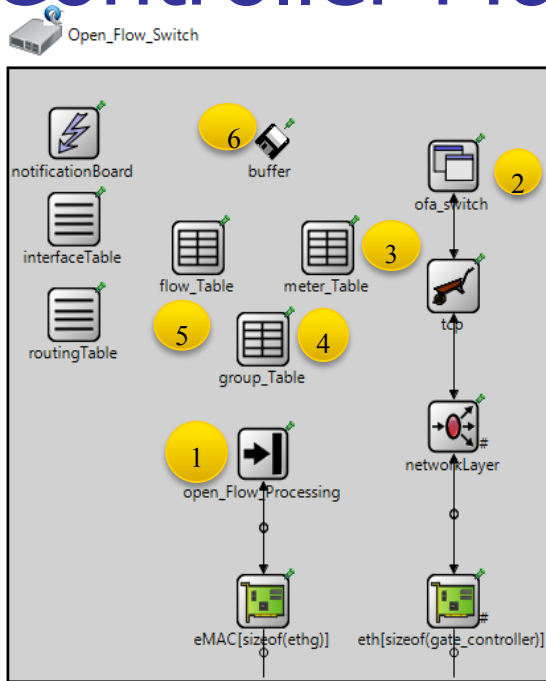 Open_Flow_Switch
6
notificationBoard
buffer
2
ofa_switch
interfaceTable
flow_Table
meter_Table
3
tcp
5
4
routingTable
group_Table
#
networkLayer
1
open_Flow_Processing
#
eMAC[sizeof(ethg)]
eth[sizeof(gate_controller)]